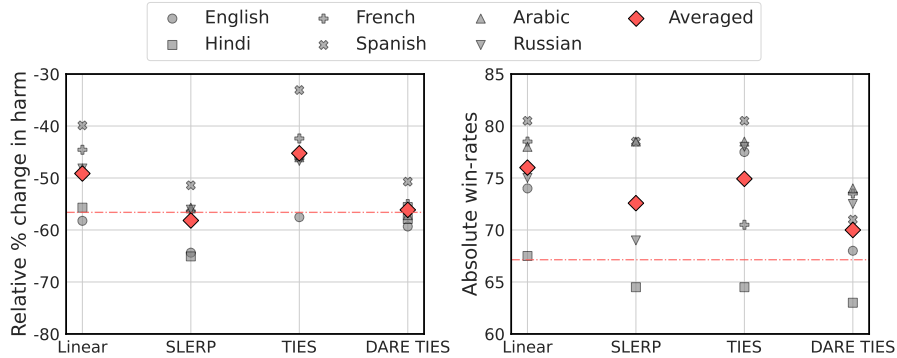 English French Arabic Averaged
Hindi Spanish Russian
Relative % change in harm
-30
-40
-50
-60
-70
-80
Linear SLERP TIES DARE TIES
Absolute win-rates
85
80
75
70
65
60
Linear SLERP TIES DARE TIES